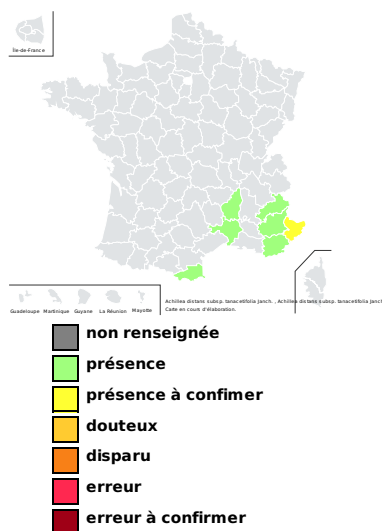 Île-de-France
Guadeloupe Martinique Guyane La Réunion Mayotte
Achillea distans subsp. tanacetifolia Janch. , Achillea distans subsp. tanacetifolia Janch
Carte en cours d'élaboration.
non renseignée
présence
présence à confimer
douteux
disparu
erreur
erreur à confirmer